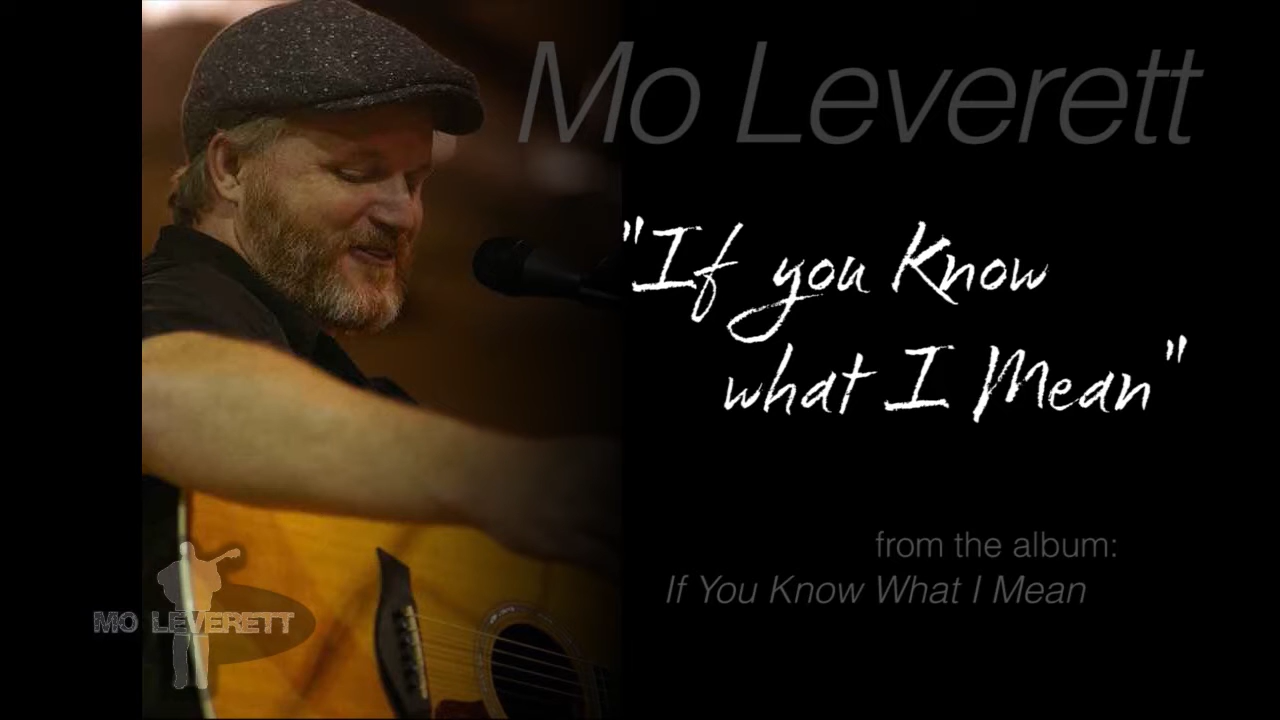 Mo Leverett
"If you Know
what I Mean"
from the album:
If You Know What I Mean
MO LEVERETT